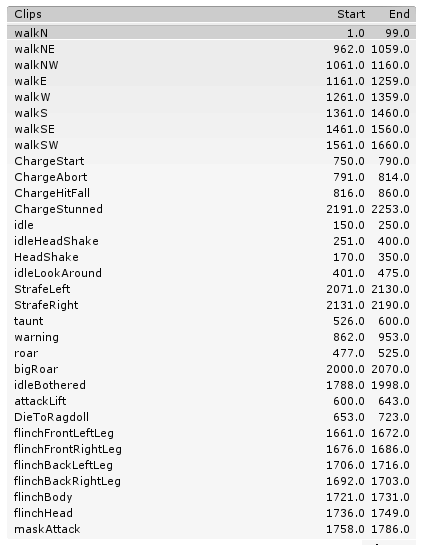 Clips Start End
walkN 1.0 99.0
walkNE 962.0 1059.0
walkNW 1061.0 1160.0
walkE 1161.0 1259.0
walkW 1261.0 1359.0
walkS 1361.0 1460.0
walkSE 1461.0 1560.0
walkSW 1561.0 1660.0
ChargeStart 750.0 790.0
ChargeAbort 791.0 814.0
ChargeHitFall 816.0 860.0
ChargeStunned 2191.0 2253.0
idle 150.0 250.0
idleHeadShake 251.0 400.0
HeadShake 170.0 350.0
idleLookAround 401.0 475.0
StrafeLeft 2071.0 2130.0
StrafeRight 2131.0 2190.0
taunt 526.0 600.0
warning 862.0 953.0
roar 477.0 525.0
bigRoar 2000.0 2070.0
idleBothered 1788.0 1998.0
attackLift 600.0 643.0
DieToRagdoll 653.0 723.0
flinchFrontLeftLeg 1661.0 1672.0
flinchFrontRightLeg 1676.0 1686.0
flinchBackLeftLeg 1706.0 1716.0
flinchBackRightLeg 1692.0 1703.0
flinchBody 1721.0 1731.0
flinchHead 1736.0 1749.0
maskAttack 1758.0 1786.0